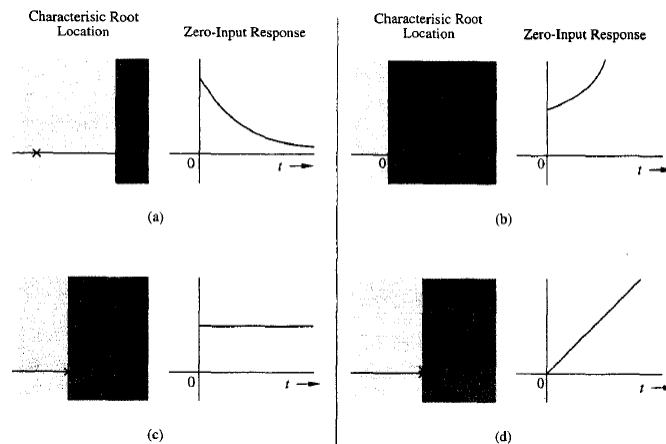 Characterisic Root
Location
Zero-Input Response
0
t
(a)
Characterisic Root
Location
Zero-Input Response
0
0
t
(b)
0
t
(c)
0
t
(d)